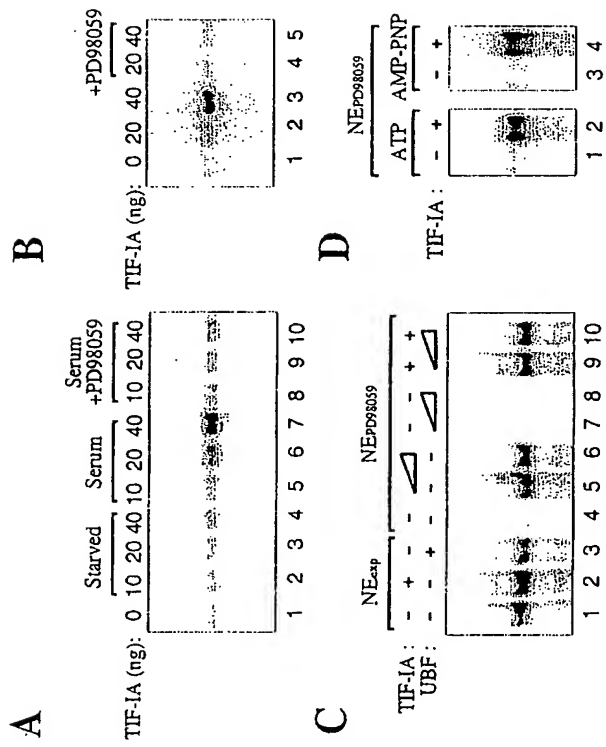 A
Starved Serum Serum
+PD98059
TIF-IA (ng): 0 10 20 40 10 20 40 10 20 40
1 2 3 4 5 6 7 8 9 10
B
+PD98059
TIF-IA (ng): 0 20 40 20 40
1 2 3 4 5
C
NEexp NEPD98059
TIF-IA : - + - - - - + +
UBF : - - + - - -
1 2 3 4 5 6 7 8 9 10
D
NEPD98059
ATP AMP-PNP
TIF-IA : - + - +
1 2 3 4